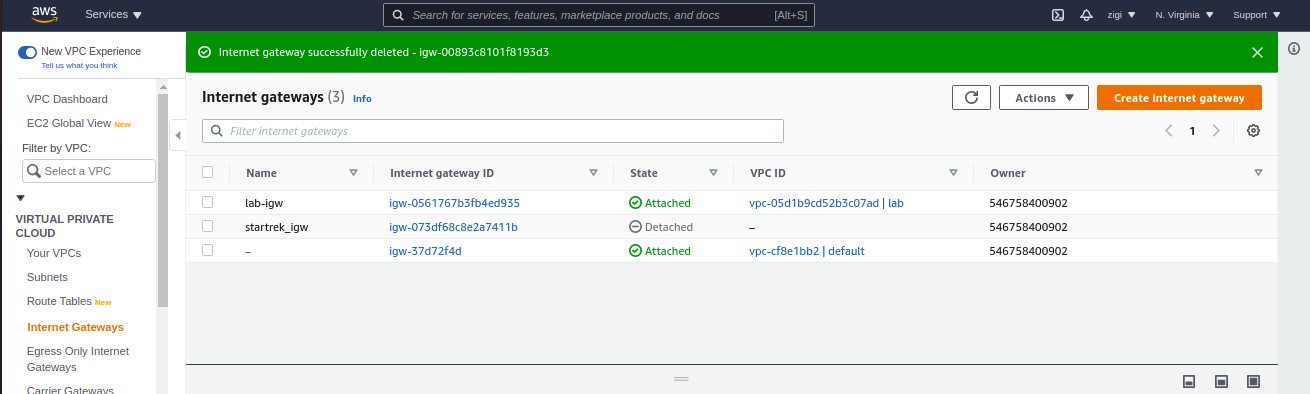 aws Services Search for services, features, marketplace products, and docs [Alt+S] zigi N. Virginia Support
New VPC Experience
Tell us what you think
Internet gateway successfully deleted - igw-00893c8101f8193d3
VPC Dashboard
EC2 Global View New
Filter by VPC:
Select a VPC
VIRTUAL PRIVATE
CLOUD
Your VPCs
Subnets
Route Tables New
Internet Gateways
Egress Only Internet
Gateways
Carrier Gateways
Internet gateways (3) Info
Actions
Create internet gateway
Filter internet gateways
1
Name Internet gateway ID State VPC ID Owner
lab-igw igw-0561767b3fb4ed935 Attached vpc-05d1b9cd52b3c07ad | lab 546758400902
startrek_igw igw-073df68c8e2a7411b Detached – 546758400902
– igw-37d72f4d Attached vpc-cf8e1bb2 | default 546758400902